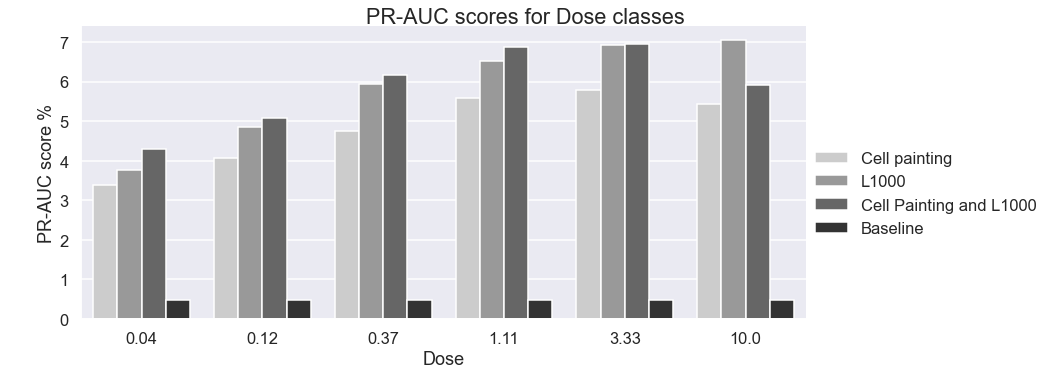 PR-AUC scores for Dose classes
PR-AUC score %
7
6
5
4
3
2
1
0
0.04 0.12 0.37 1.11 3.33 10.0
Dose
Cell painting
L1000
Cell Painting and L1000
Baseline